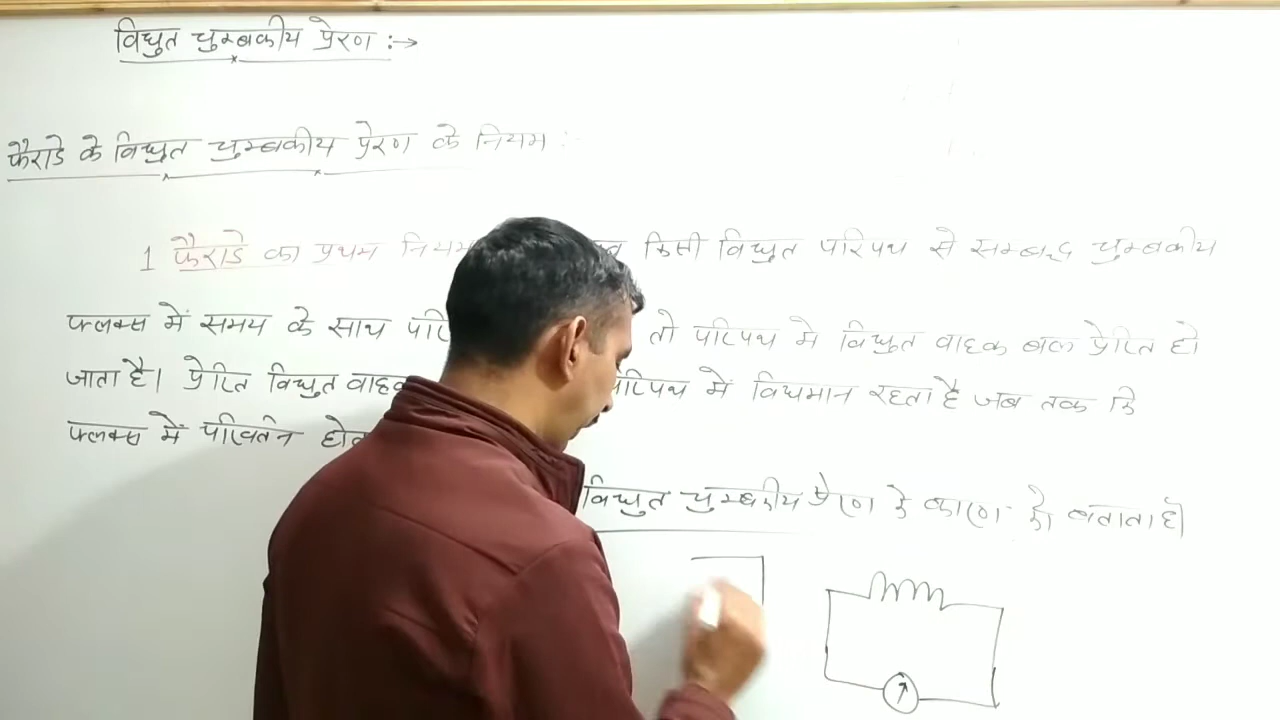 विद्युत चुम्बकीय प्रेरण :→
फैराडे के विद्युत चुम्बकीय प्रेरण के नियम :
1 फैराडे का प्रथम नियम किसी विद्युत परिपथ से सम्बद्ध चुम्बकीय
फ्लक्स में समय के साथ तो परिपथ मे विद्युत वाहक बल प्रेरित हो
जाता है। प्रेरित विद्युत वाहक परिपथ में विद्यमान रहता है जब तक कि
फ्लक्स में परिवर्तन
विद्युत चुम्बकीय प्रेरण के कारण को बताता है